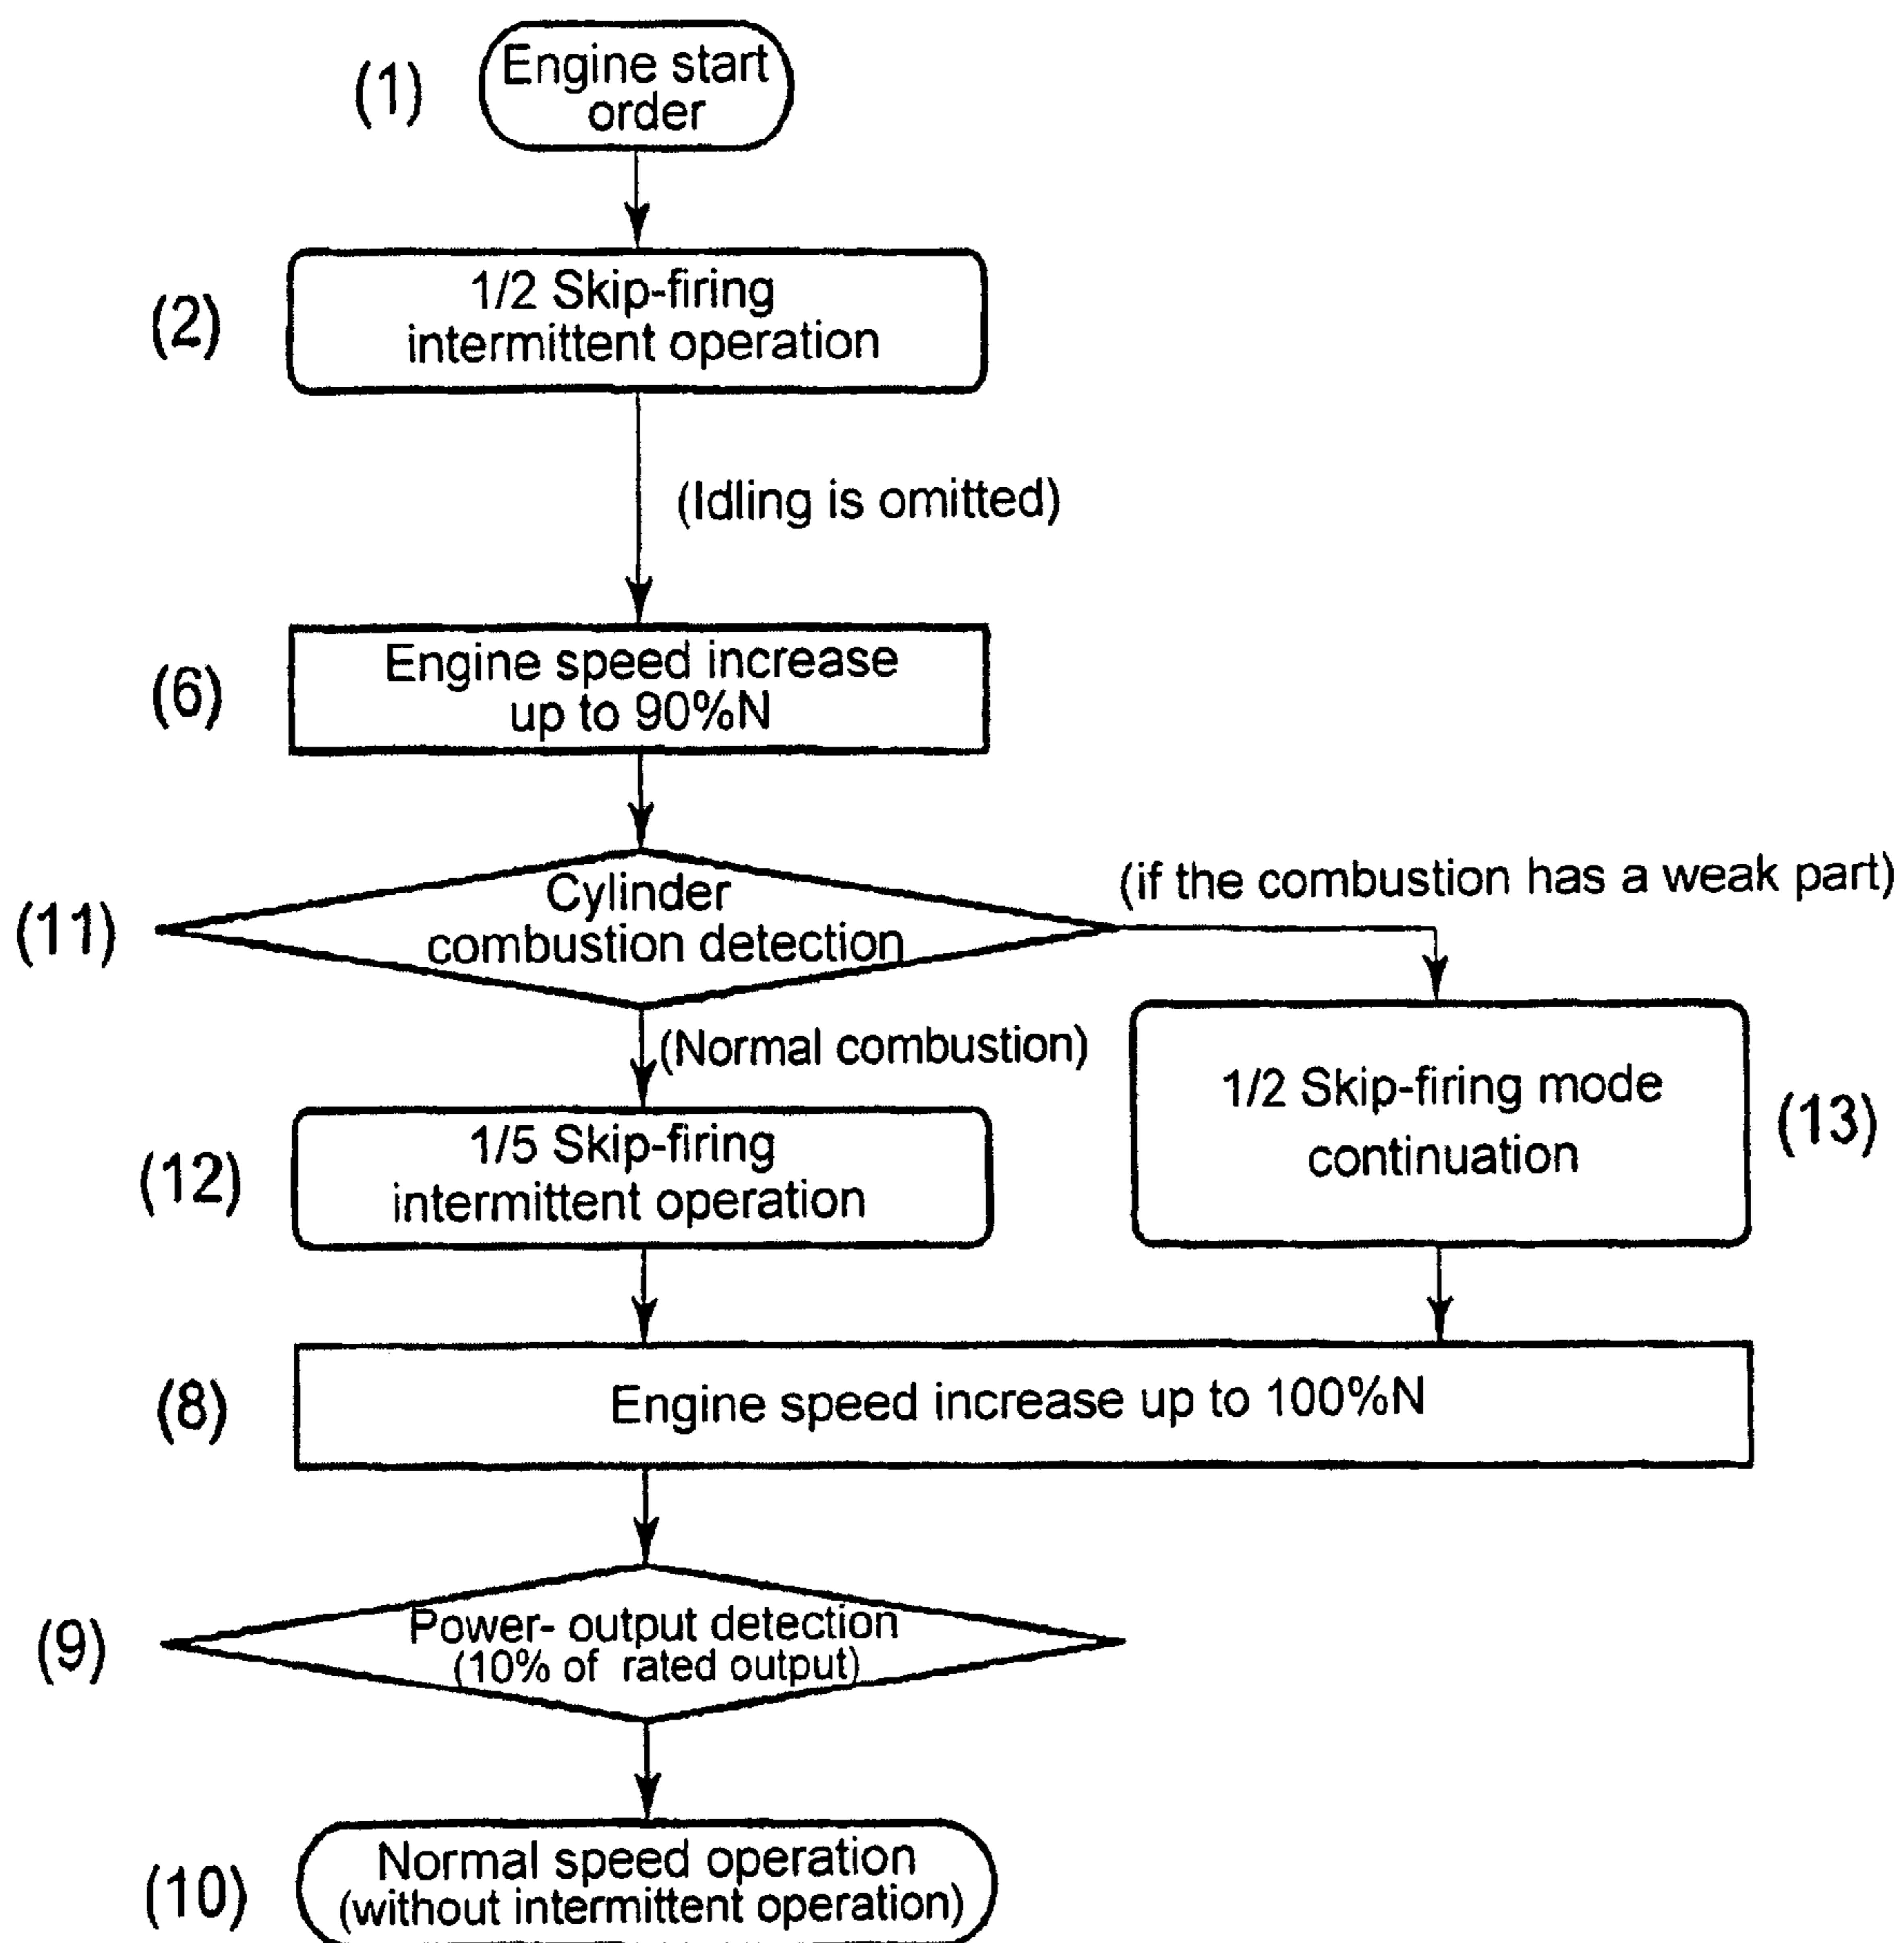 (1)
Engine start
order
(2)
1/2 Skip-firing
intermittent operation
(Idling is omitted)
(6)
Engine speed increase
up to 90%N
(11)
Cylinder
combustion detection
(if the combustion has a weak part)
(Normal combustion)
(12)
1/5 Skip-firing
intermittent operation
1/2 Skip-firing mode
continuation
(13)
(8)
Engine speed increase up to 100%N
(9)
Power- output detection
(10% of rated output)
(10)
Normal speed operation
(without intermittent operation)